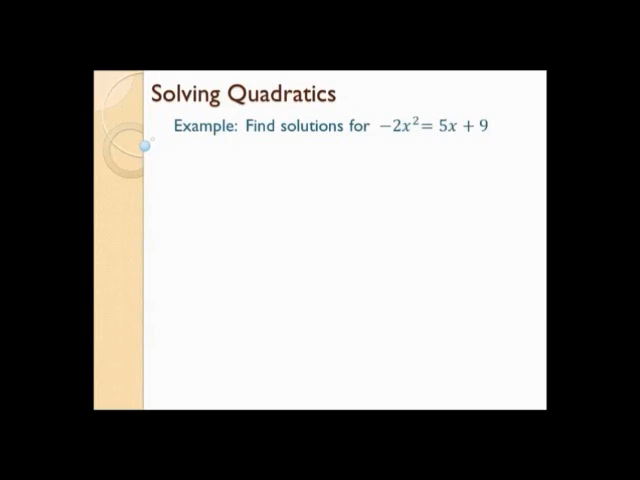 Solving Quadratics
Example: Find solutions for −2x² = 5x + 9